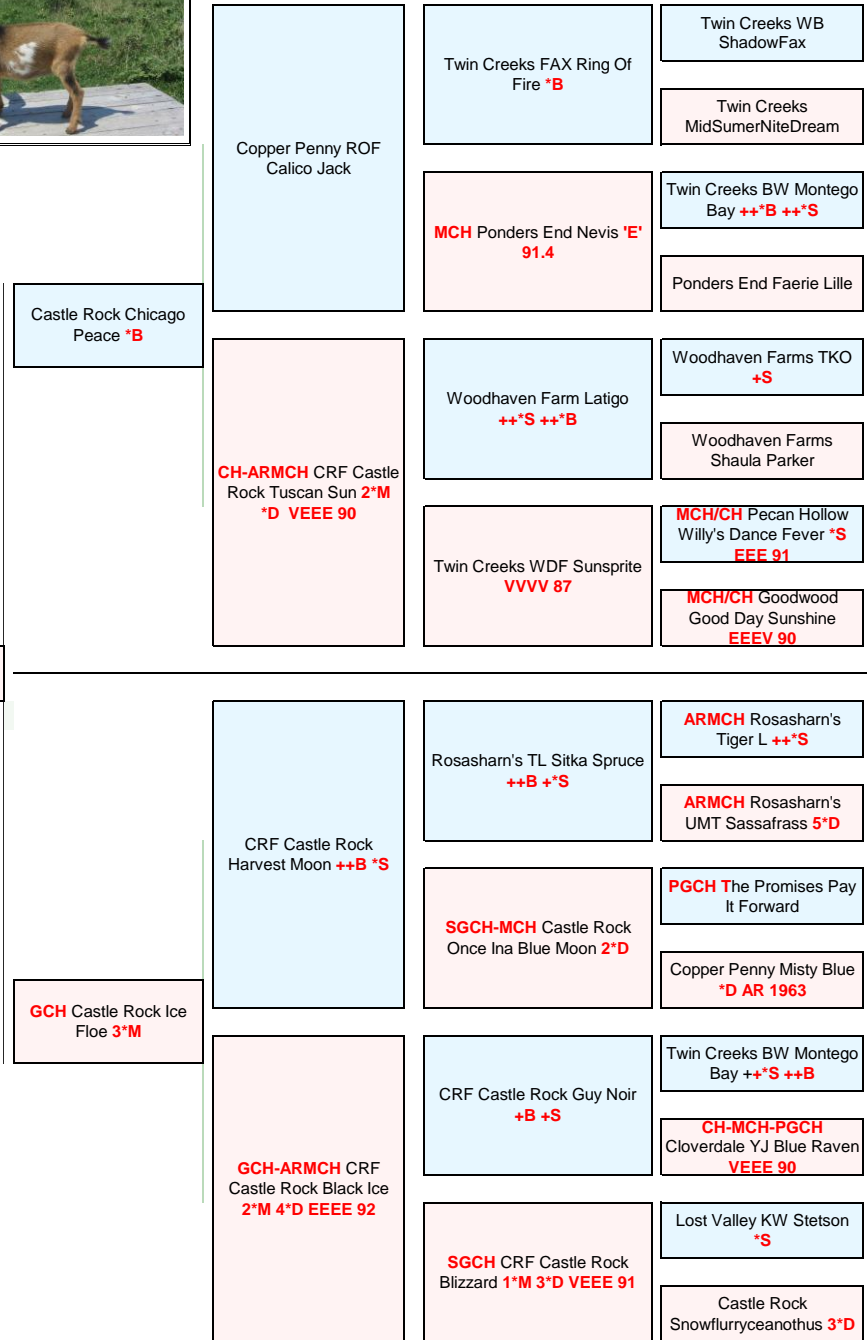 Castle Rock Chicago
Peace *B
GCH Castle Rock Ice
Floe 3*M
Copper Penny ROF
Calico Jack
CH-ARMCH CRF Castle
Rock Tuscan Sun 2*M
*D VEEE 90
CRF Castle Rock
Harvest Moon ++B *S
GCH-ARMCH CRF
Castle Rock Black Ice
2*M 4*D EEEE 92
Twin Creeks FAX Ring Of
Fire *B
MCH Ponders End Nevis 'E'
91.4
Woodhaven Farm Latigo
++*S ++*B
Twin Creeks WDF Sunsprite
VVVV 87
Rosasharn's TL Sitka Spruce
++B +*S
SGCH-MCH Castle Rock
Once Ina Blue Moon 2*D
CRF Castle Rock Guy Noir
+B +S
SGCH CRF Castle Rock
Blizzard 1*M 3*D VEEE 91
Twin Creeks WB
ShadowFax
Twin Creeks
MidSumerNiteDream
Twin Creeks BW Montego
Bay ++*B ++*S
Ponders End Faerie Lille
Woodhaven Farms TKO
+S
Woodhaven Farms
Shaula Parker
MCH/CH Pecan Hollow
Willy's Dance Fever *S
EEE 91
MCH/CH Goodwood
Good Day Sunshine
EEEV 90
ARMCH Rosasharn's
Tiger L ++*S
ARMCH Rosasharn's
UMT Sassafrass 5*D
PGCH The Promises Pay
It Forward
Copper Penny Misty Blue
*D AR 1963
Twin Creeks BW Montego
Bay ++*S ++B
CH-MCH-PGCH
Cloverdale YJ Blue Raven
VEEE 90
Lost Valley KW Stetson
*S
Castle Rock
Snowflurryceanothus 3*D